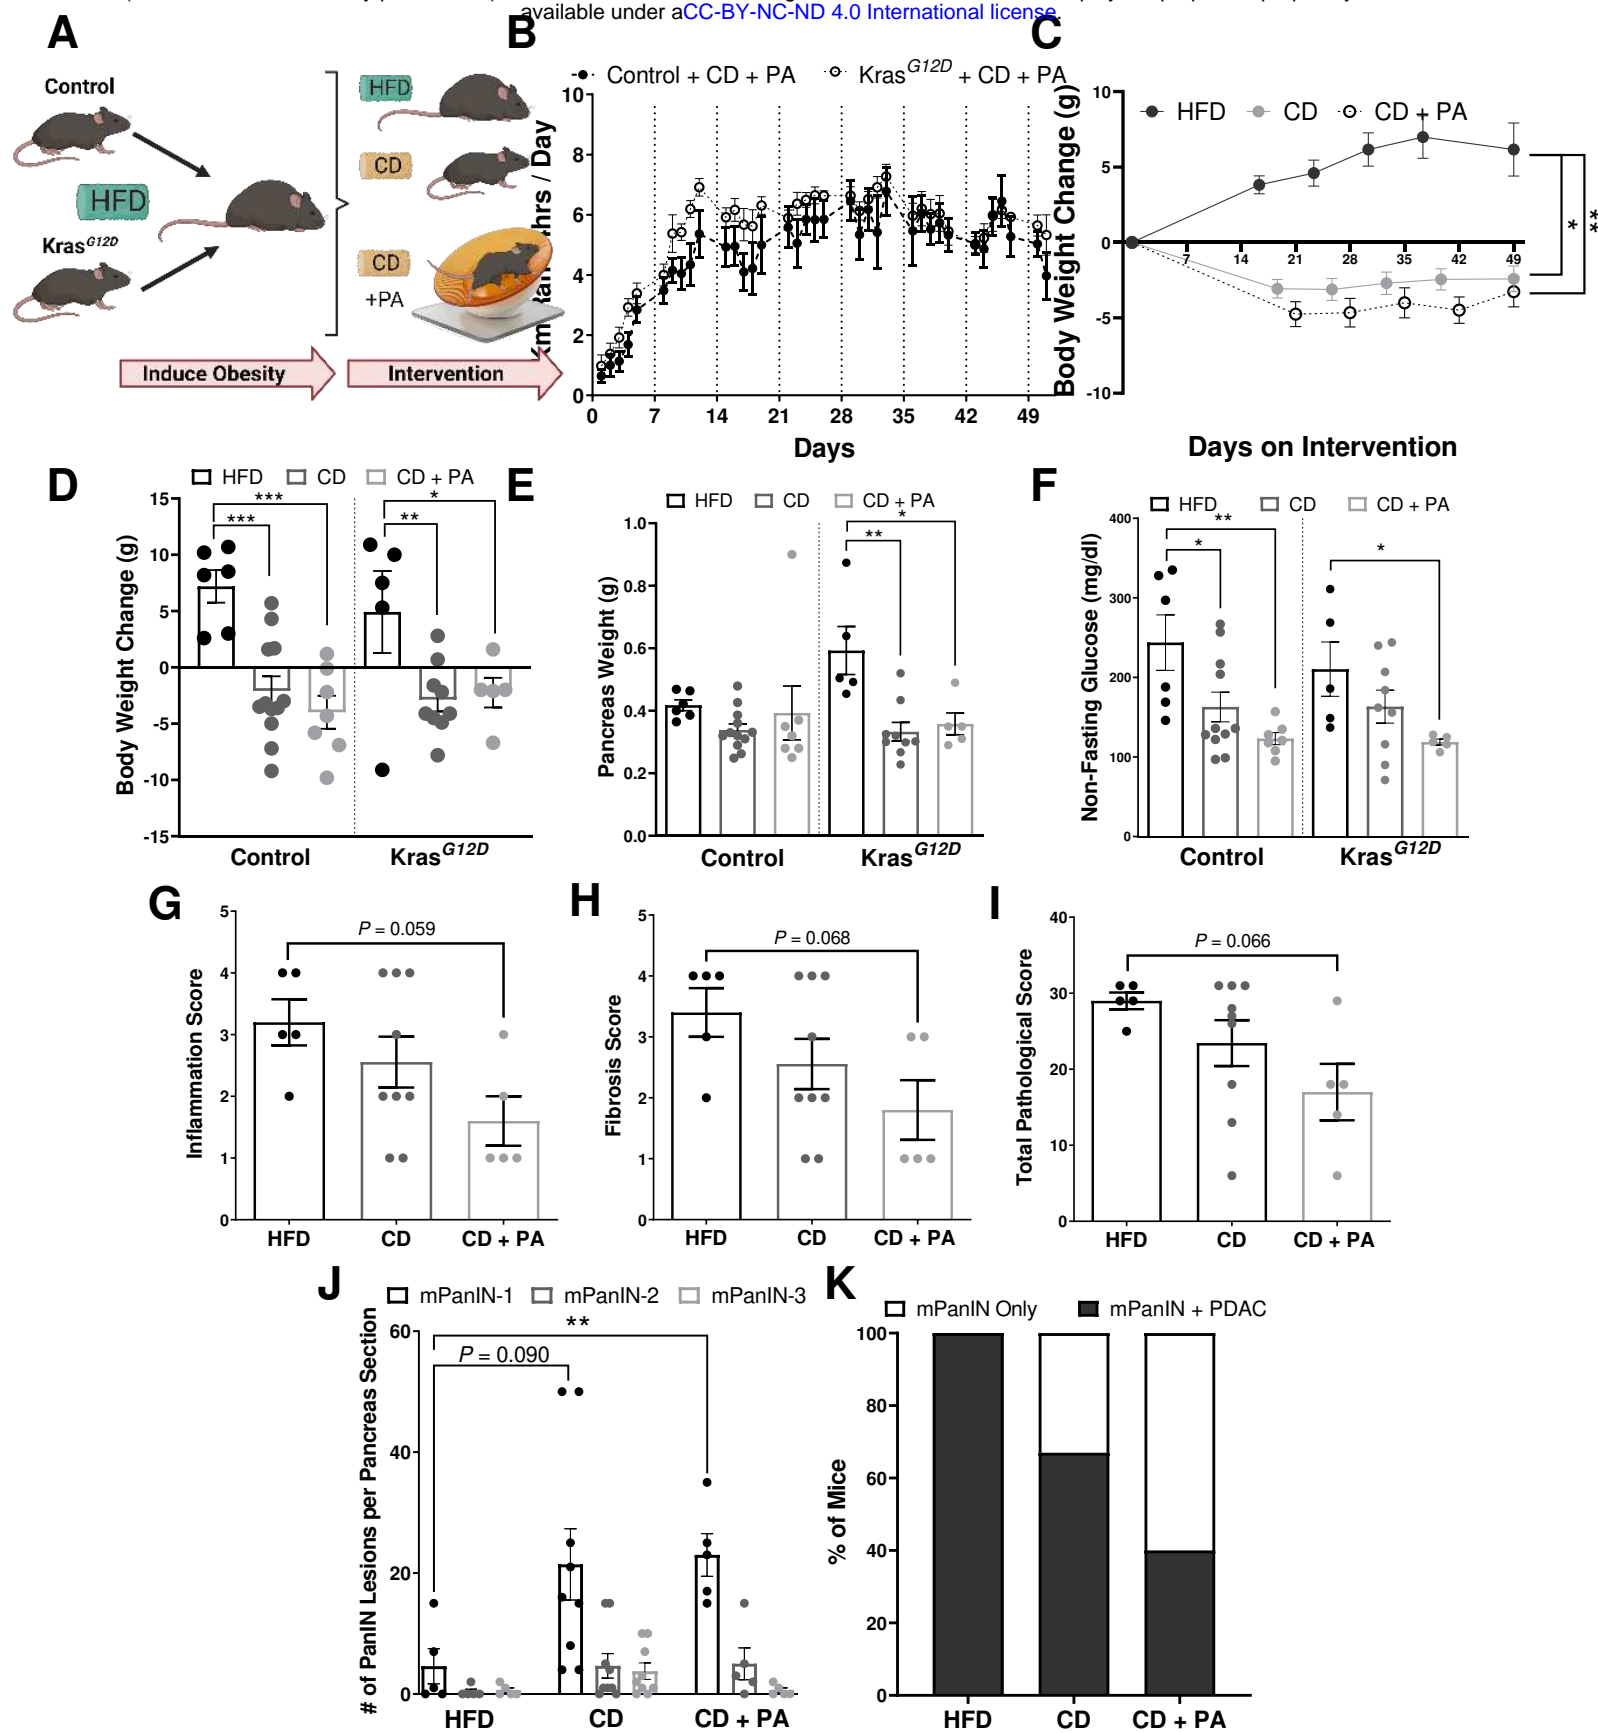 available under aCC-BY-NC-ND 4.0 International license.
A
Control
HFD
Kras^G12D
HFD
CD
CD
+PA
Induce Obesity
Intervention
B
Control + CD + PA
Kras^G12D + CD + PA
/ Day
10
8
6
4
2
0
0 7 14 21 28 35 42 49
Days
C
Body Weight Change (g)
HFD CD CD + PA
10
5
0
-5
-10
7 14 21 28 35 42 49
*
**
Days on Intervention
D
HFD CD CD + PA
Body Weight Change (g)
15
10
5
0
-5
-10
-15
***
***
*
**
Control Kras^G12D
E
HFD CD CD + PA
Pancreas Weight (g)
1.0
0.8
0.6
0.4
0.2
0.0
*
**
Control Kras^G12D
F
HFD CD CD + PA
Non-Fasting Glucose (mg/dl)
400
300
200
100
0
**
*
*
Control Kras^G12D
G
Inflammation Score
5
4
3
2
1
0
P = 0.059
HFD CD CD + PA
H
Fibrosis Score
5
4
3
2
1
0
P = 0.068
HFD CD CD + PA
I
Total Pathological Score
40
30
20
10
0
P = 0.066
HFD CD CD + PA
J
mPanIN-1 mPanIN-2 mPanIN-3
# of PanIN Lesions per Pancreas Section
60
40
20
0
**
P = 0.090
HFD CD CD + PA
K
mPanIN Only mPanIN + PDAC
% of Mice
100
80
60
40
20
0
HFD CD CD + PA